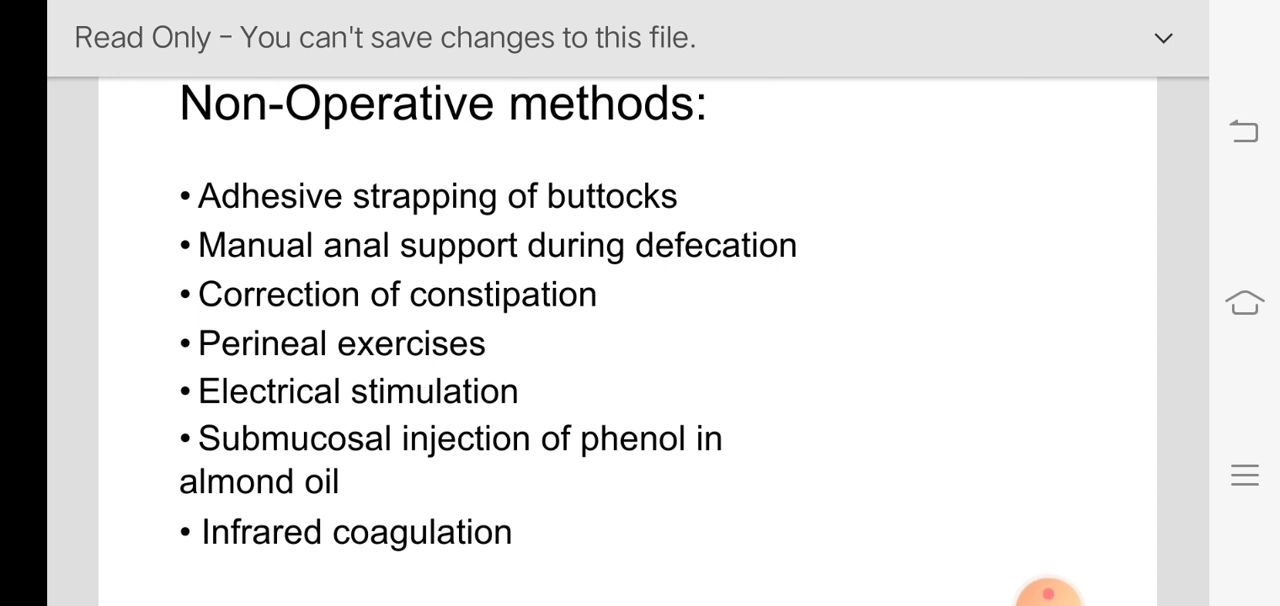 Read Only - You can't save changes to this file.
Non-Operative methods:
• Adhesive strapping of buttocks
• Manual anal support during defecation
• Correction of constipation
• Perineal exercises
• Electrical stimulation
• Submucosal injection of phenol in
almond oil
• Infrared coagulation